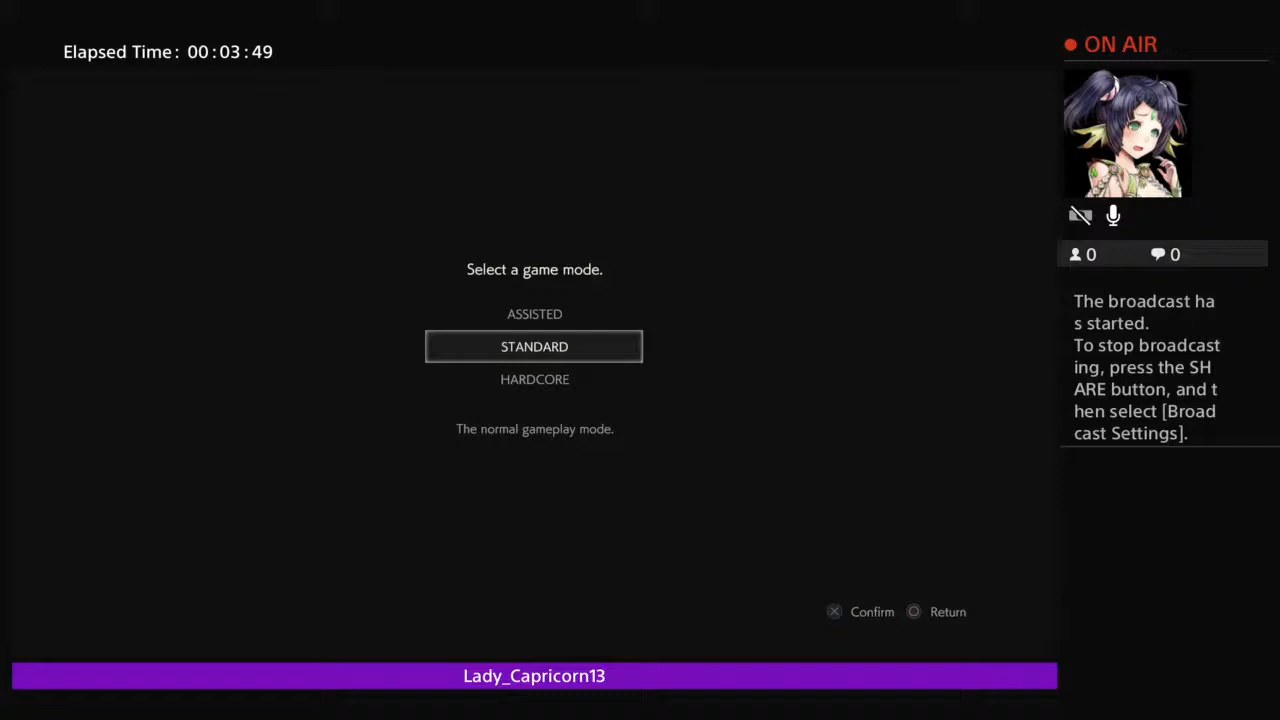 Elapsed Time: 00:03:49
ON AIR
0 0
The broadcast ha
s started.
To stop broadcast
ing, press the SH
ARE button, and t
hen select [Broad
cast Settings].
Select a game mode.
ASSISTED
STANDARD
HARDCORE
The normal gameplay mode.
Confirm Return
Lady_Capricorn13